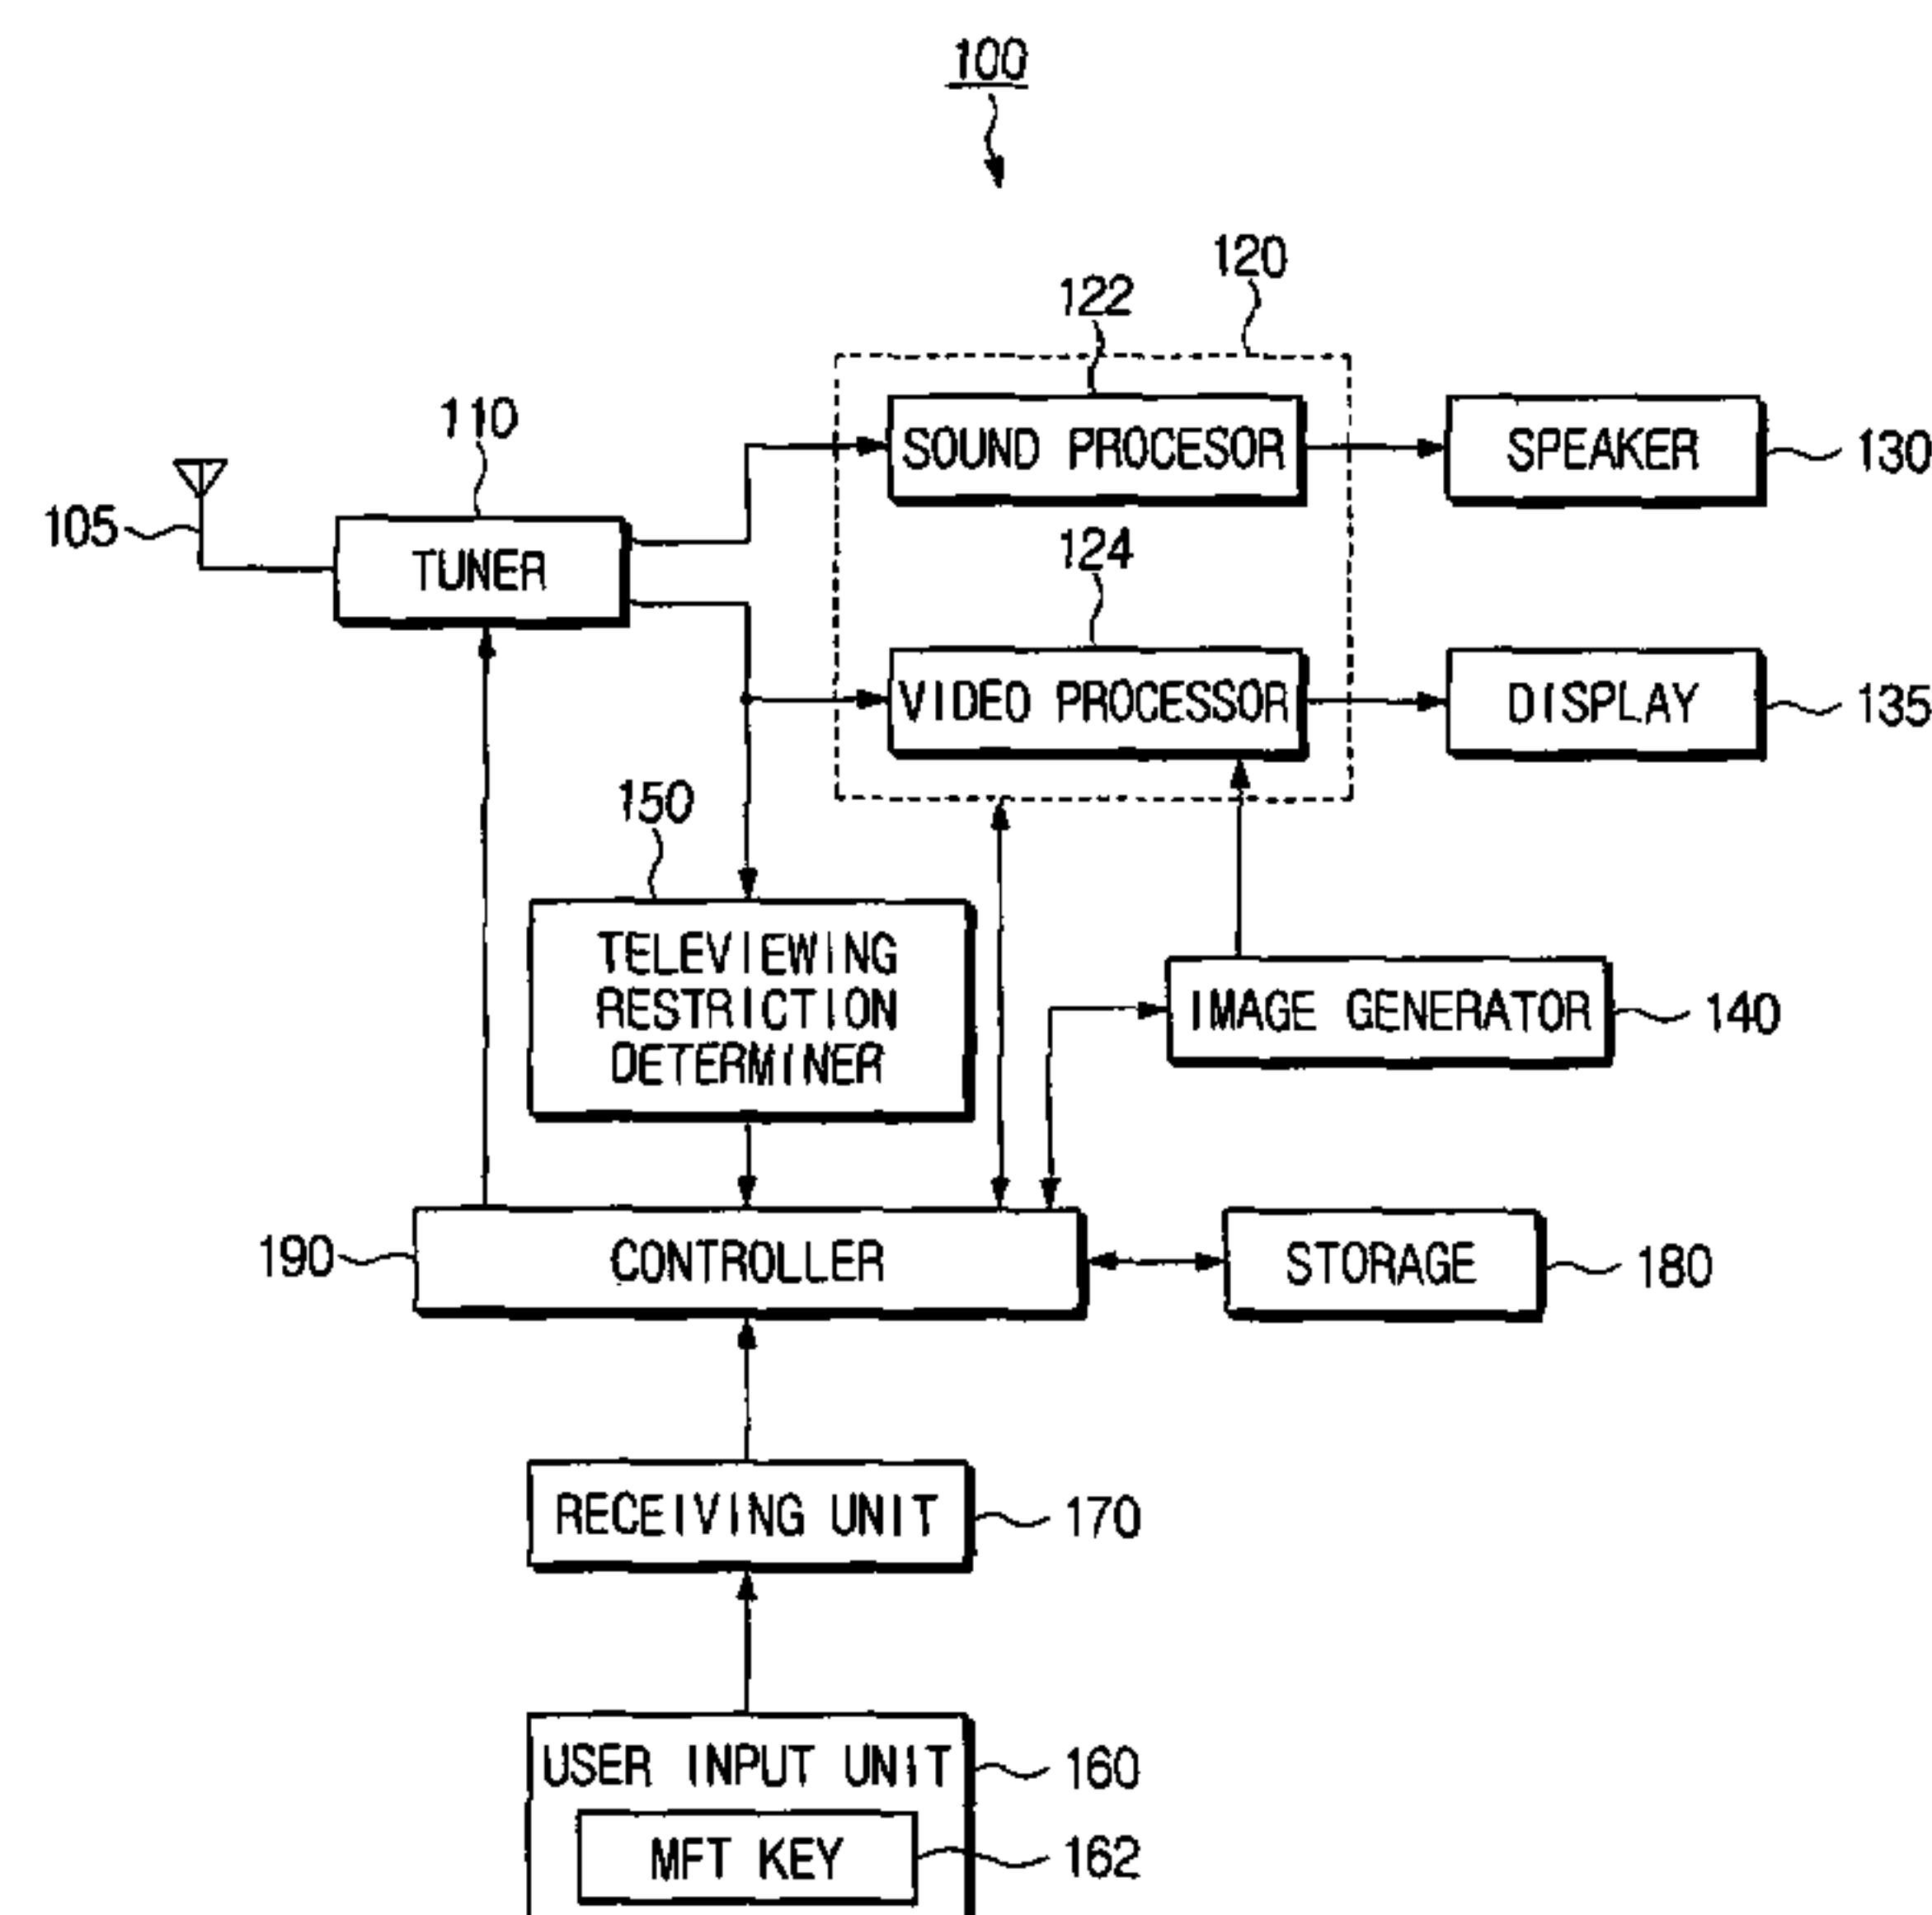 100
120
122
110
SOUND PROCESOR
SPEAKER
130
105
TUNER
124
VIDEO PROCESSOR
DISPLAY
135
150
TELEVIEWING
RESTRICTION
DETERMINER
IMAGE GENERATOR
140
190
CONTROLLER
STORAGE
180
RECEIVING UNIT
170
USER INPUT UNIT
160
MFT KEY
162